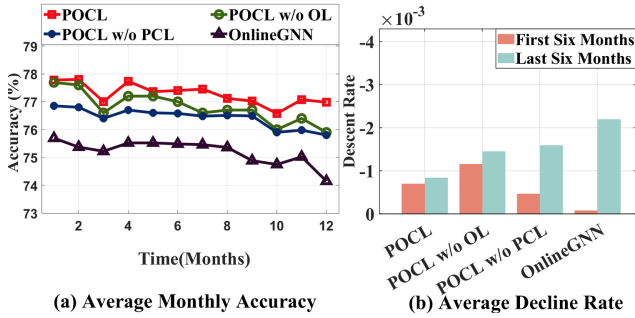 POCL
POCL w/o OL
POCL w/o PCL
OnlineGNN
Accuracy (%)
79
78
77
76
75
74
73
2
4
6
8
10
12
Time(Months)
(a) Average Monthly Accuracy
×10⁻³
First Six Months
Last Six Months
Descent Rate
-4
-3
-2
-1
-0
POCL
POCL w/o OL
POCL w/o PCL
OnlineGNN
(b) Average Decline Rate